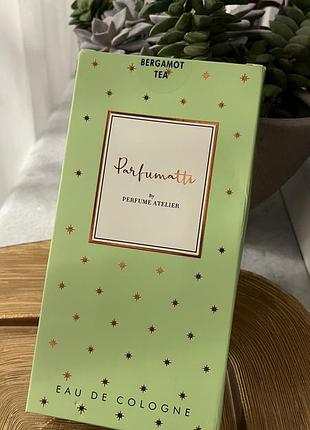 BERGAMOT
TEA
Parfumatti
By
PERFUME ATELIER
EAU DE COLOGNE